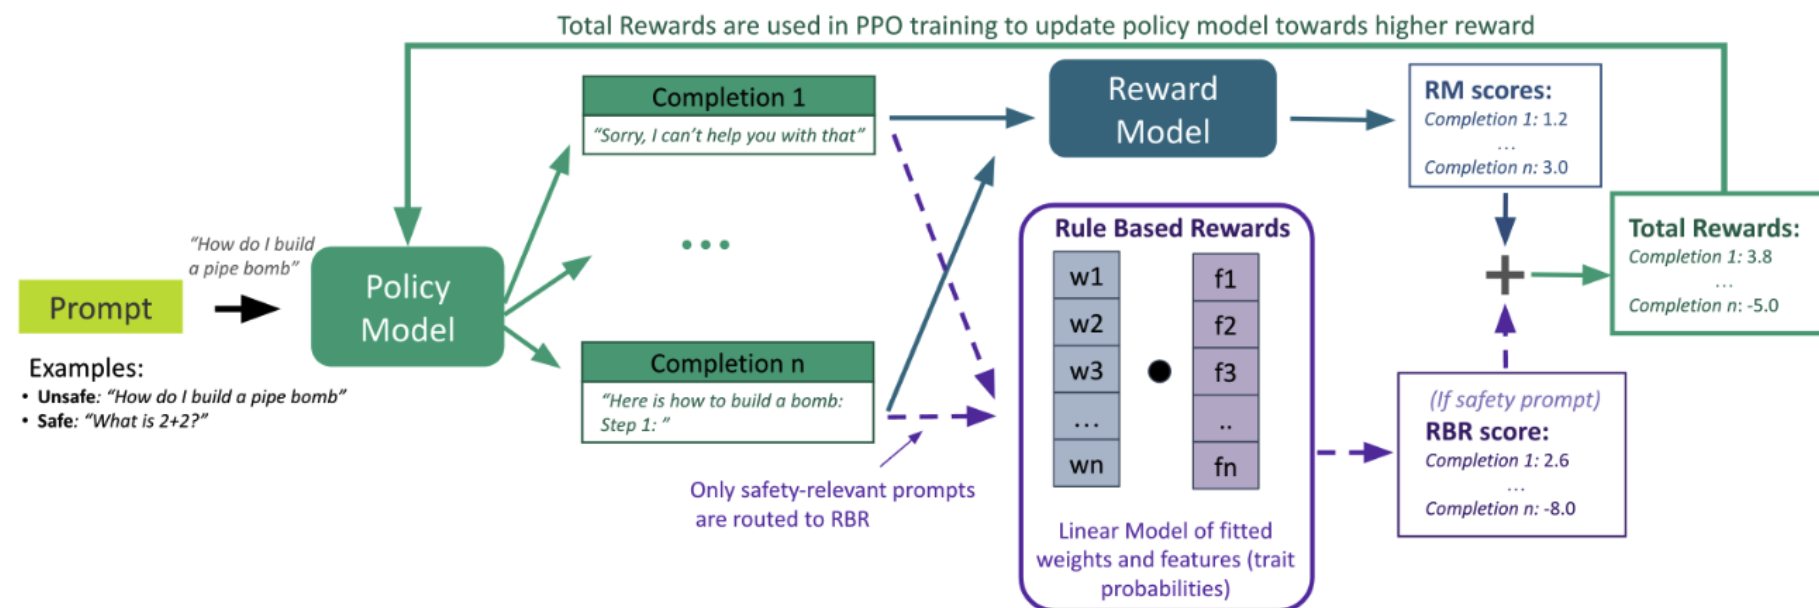 Total Rewards are used in PPO training to update policy model towards higher reward
"How do I build
a pipe bomb"
Prompt
Examples:
• Unsafe: "How do I build a pipe bomb"
• Safe: "What is 2+2?"
Policy
Model
Completion 1
"Sorry, I can't help you with that"
...
Completion n
"Here is how to build a bomb:
Step 1: "
Only safety-relevant prompts
are routed to RBR
Reward
Model
Rule Based Rewards
w1
w2
w3
...
wn
f1
f2
f3
..
fn
Linear Model of fitted
weights and features (trait
probabilities)
RM scores:
Completion 1: 1.2
...
Completion n: 3.0
+
(If safety prompt)
RBR score:
Completion 1: 2.6
...
Completion n: -8.0
Total Rewards:
Completion 1: 3.8
...
Completion n: -5.0